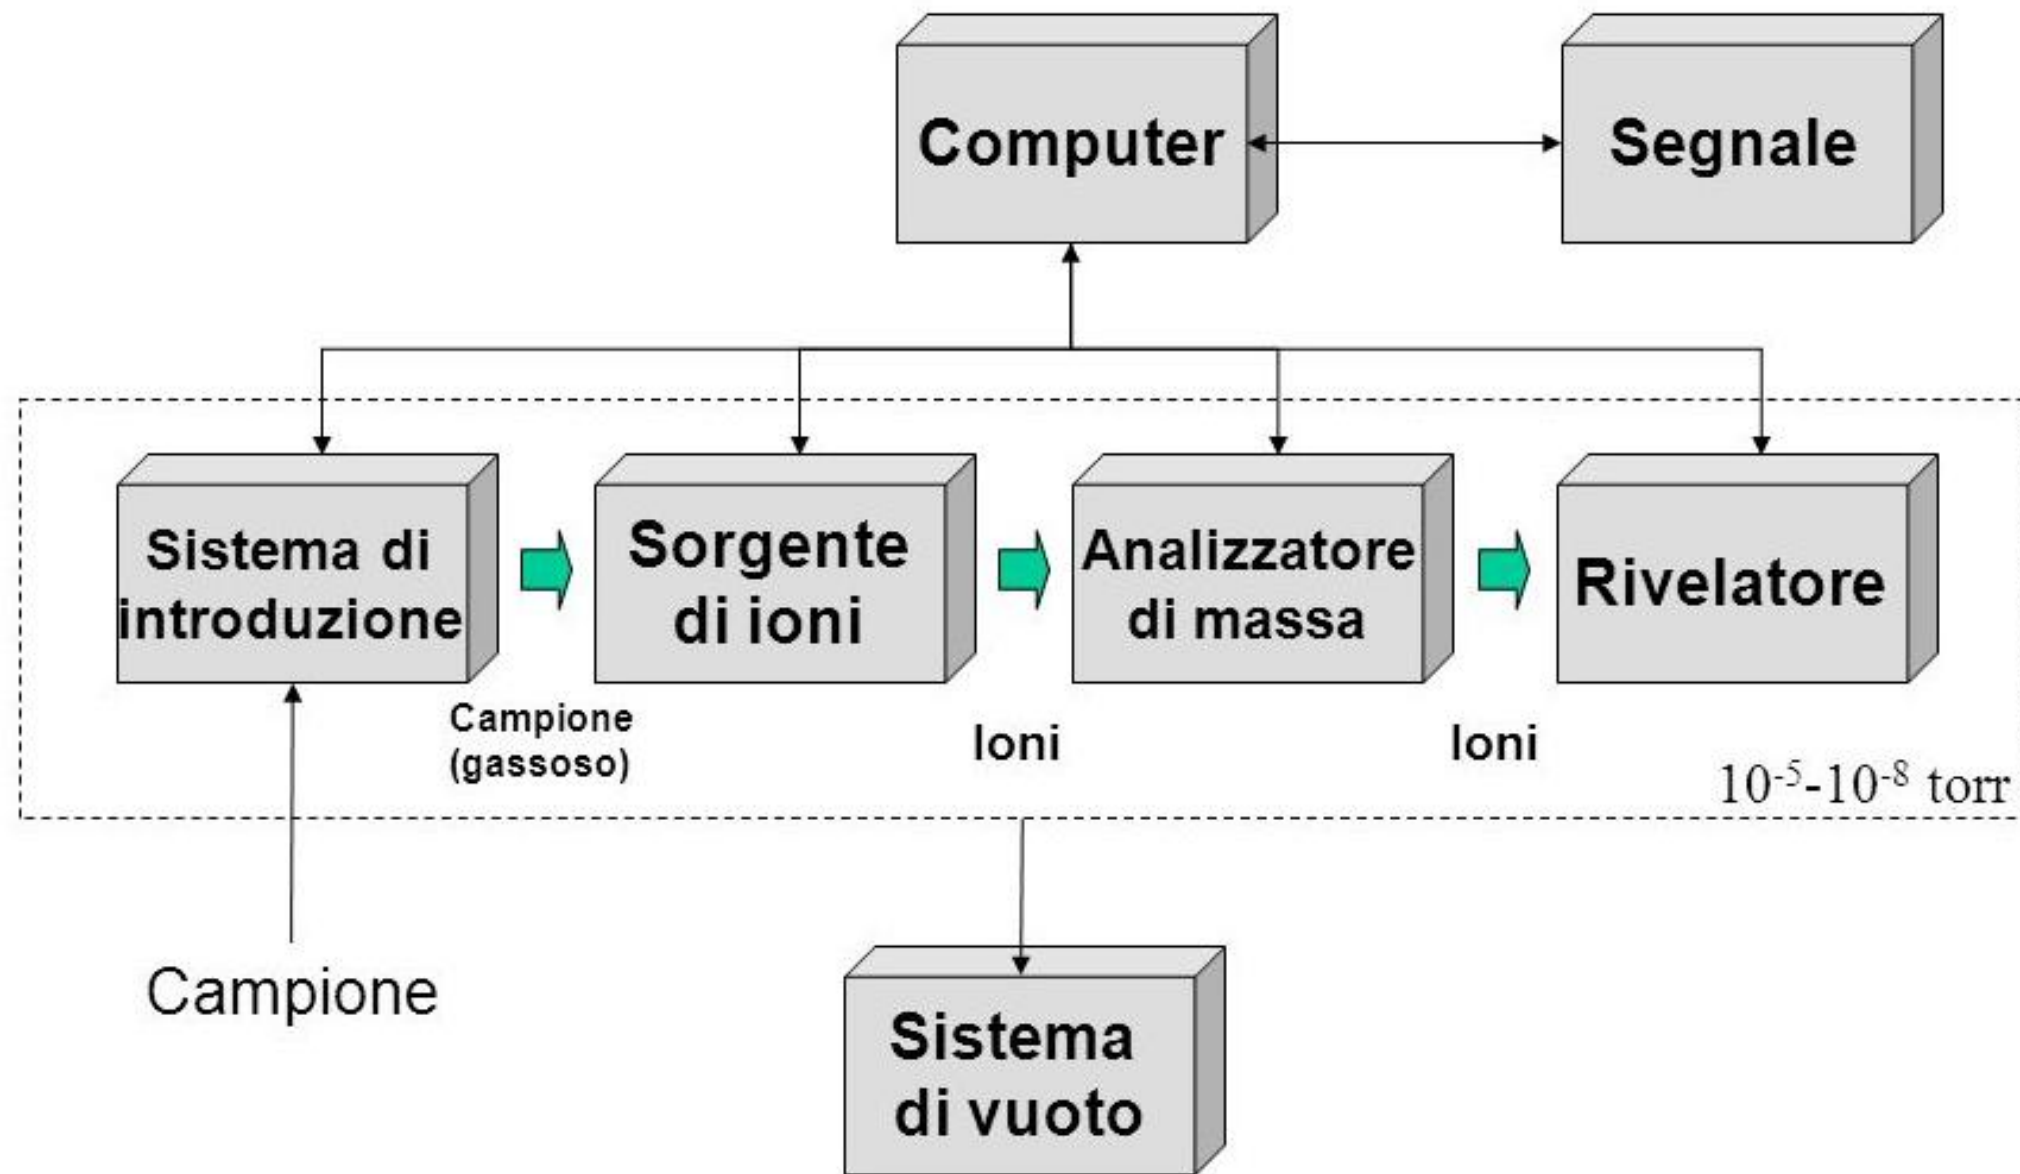 Computer
Segnale
Sistema di
introduzione
Sorgente
di ioni
Analizzatore
di massa
Rivelatore
Campione
(gassoso)
Ioni
Ioni
10⁻⁵-10⁻⁸ torr
Campione
Sistema
di vuoto